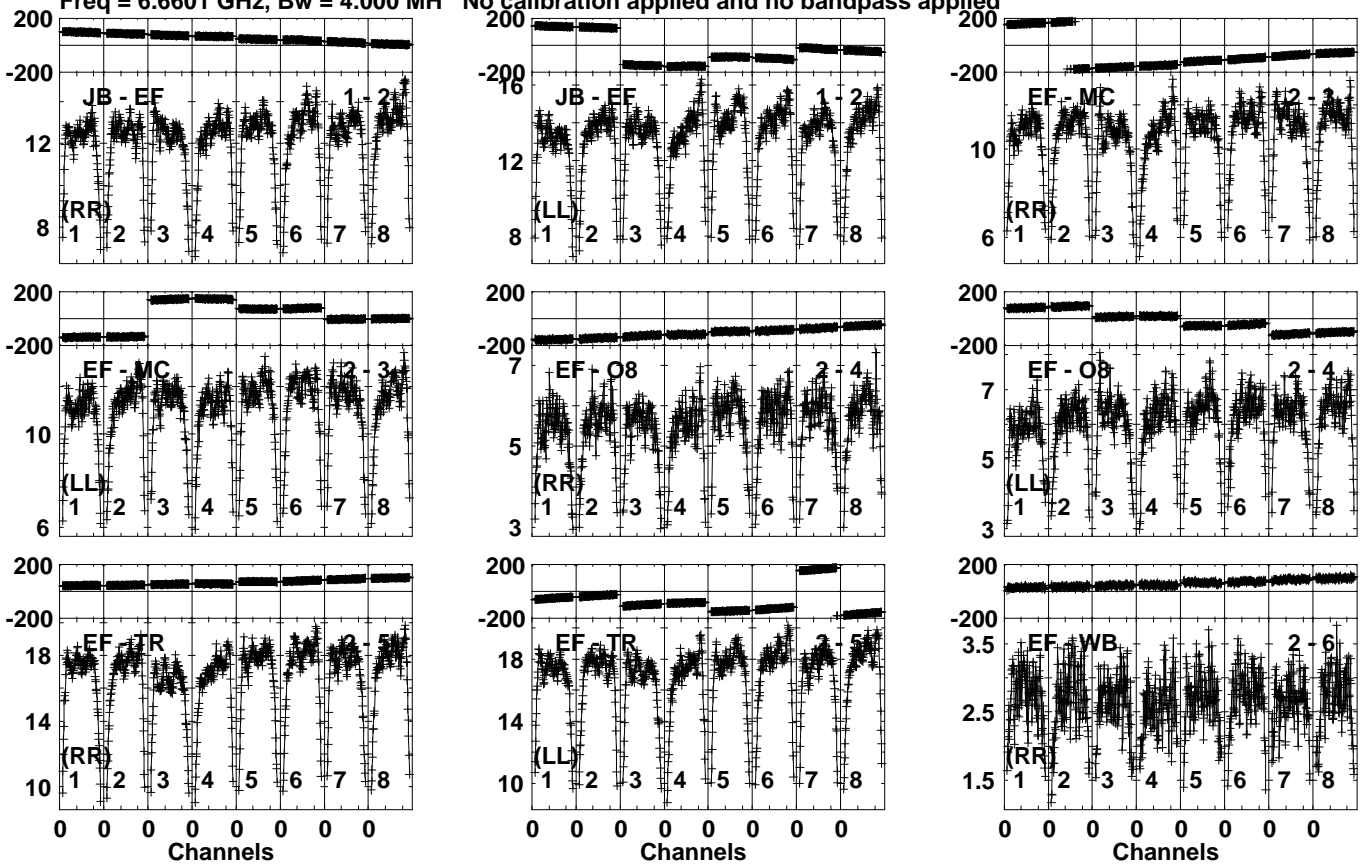 Freq = 6.6601 GHz, Bw = 4.000 MH No calibration applied and no bandpass applied
200
-200
JB - EF 1 - 2
12
8
(RR)
1 2 3 4 5 6 7 8
200
-200
16
JB - EF 1 - 2
12
8
(LL)
1 2 3 4 5 6 7 8
200
-200
EF - MC 2 - 3
10
6
(RR)
1 2 3 4 5 6 7 8
200
-200
EF - MC 2 - 3
10
6
(LL)
1 2 3 4 5 6 7 8
200
-200
7
EF - O8 2 - 4
5
3
(RR)
1 2 3 4 5 6 7 8
200
-200
EF - O8 2 - 4
7
5
3
(LL)
1 2 3 4 5 6 7 8
200
-200
EF - TR 2 - 5
18
14
10
(RR)
1 2 3 4 5 6 7 8
0 0 0 0 0 0 0 0
Channels
200
-200
EF - TR 2 - 5
18
14
10
(LL)
1 2 3 4 5 6 7 8
0 0 0 0 0 0 0 0
Channels
200
-200
3.5
EF - WB 2 - 6
2.5
1.5
(RR)
1 2 3 4 5 6 7 8
0 0 0 0 0 0 0 0
Channels